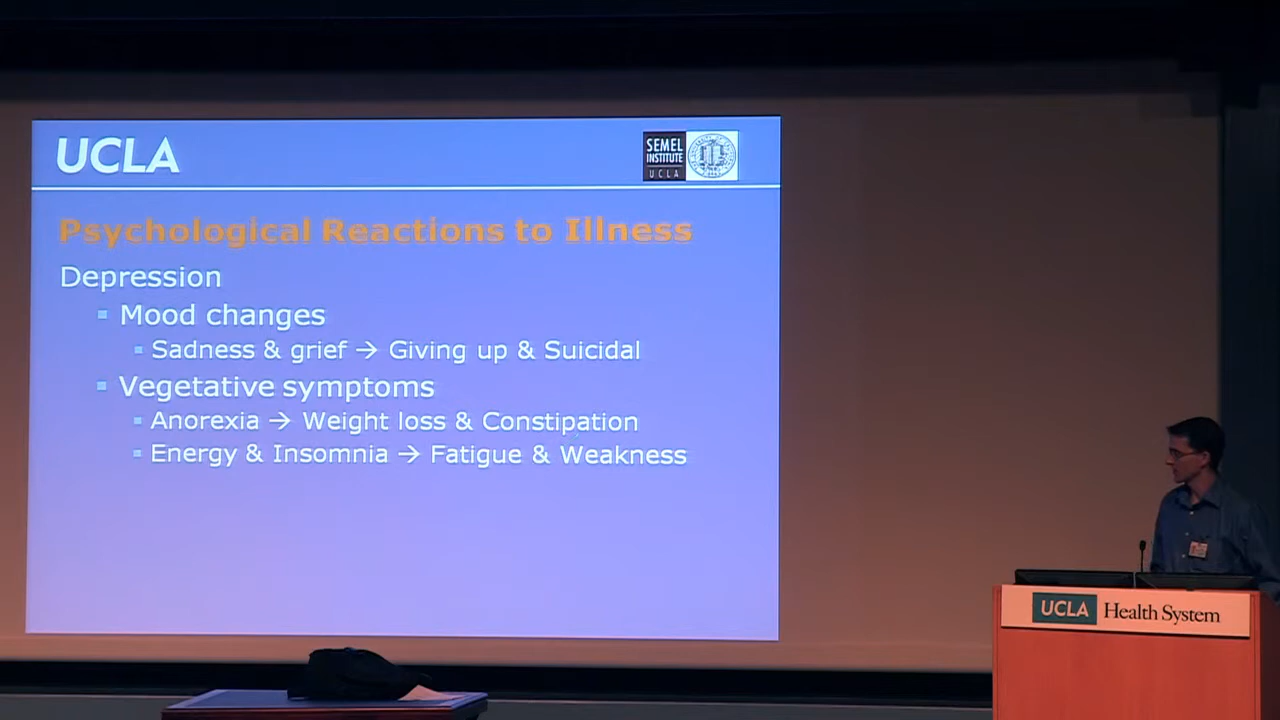 UCLA
SEMEL
INSTITUTE
UCLA
Psychological Reactions to Illness
Depression
Mood changes
Sadness & grief → Giving up & Suicidal
Vegetative symptoms
Anorexia → Weight loss & Constipation
Energy & Insomnia → Fatigue & Weakness
UCLA Health System